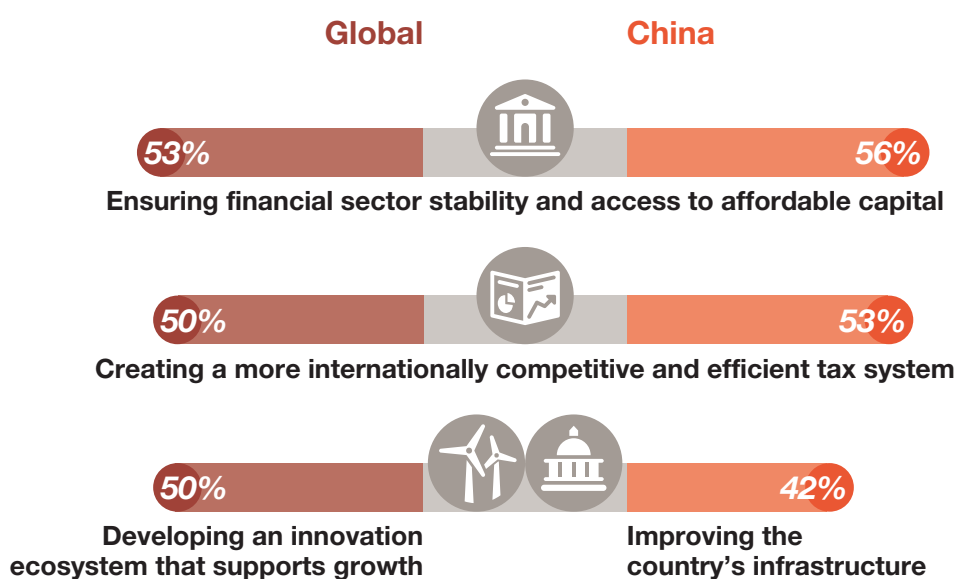 Global China
53% 56%
Ensuring financial sector stability and access to affordable capital
50% 53%
Creating a more internationally competitive and efficient tax system
50% 42%
Developing an innovation
ecosystem that supports growth
Improving the
country's infrastructure